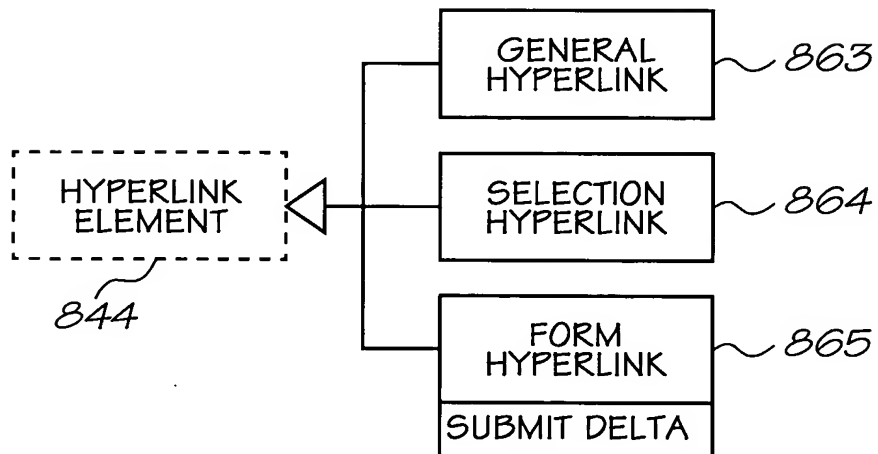 GENERAL
HYPERLINK
863
HYPERLINK
ELEMENT
844
SELECTION
HYPERLINK
864
FORM
HYPERLINK
865
SUBMIT DELTA